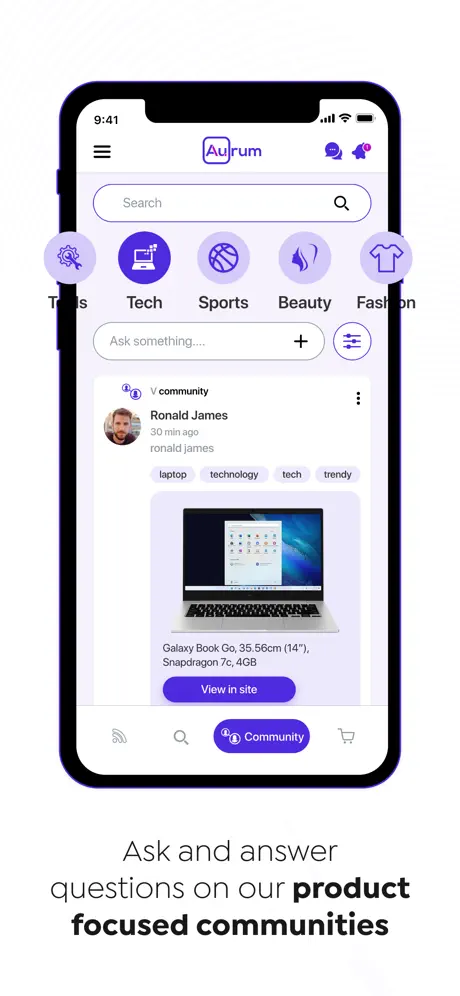 9:41
Aurum
1
Search
Tools
Tech
Sports
Beauty
Fashion
Ask something....
V community
Ronald James
30 min ago
ronald james
laptop
technology
tech
trendy
Galaxy Book Go, 35.56cm (14"),
Snapdragon 7c, 4GB
View in site
Community
Ask and answer
questions on our product
focused communities